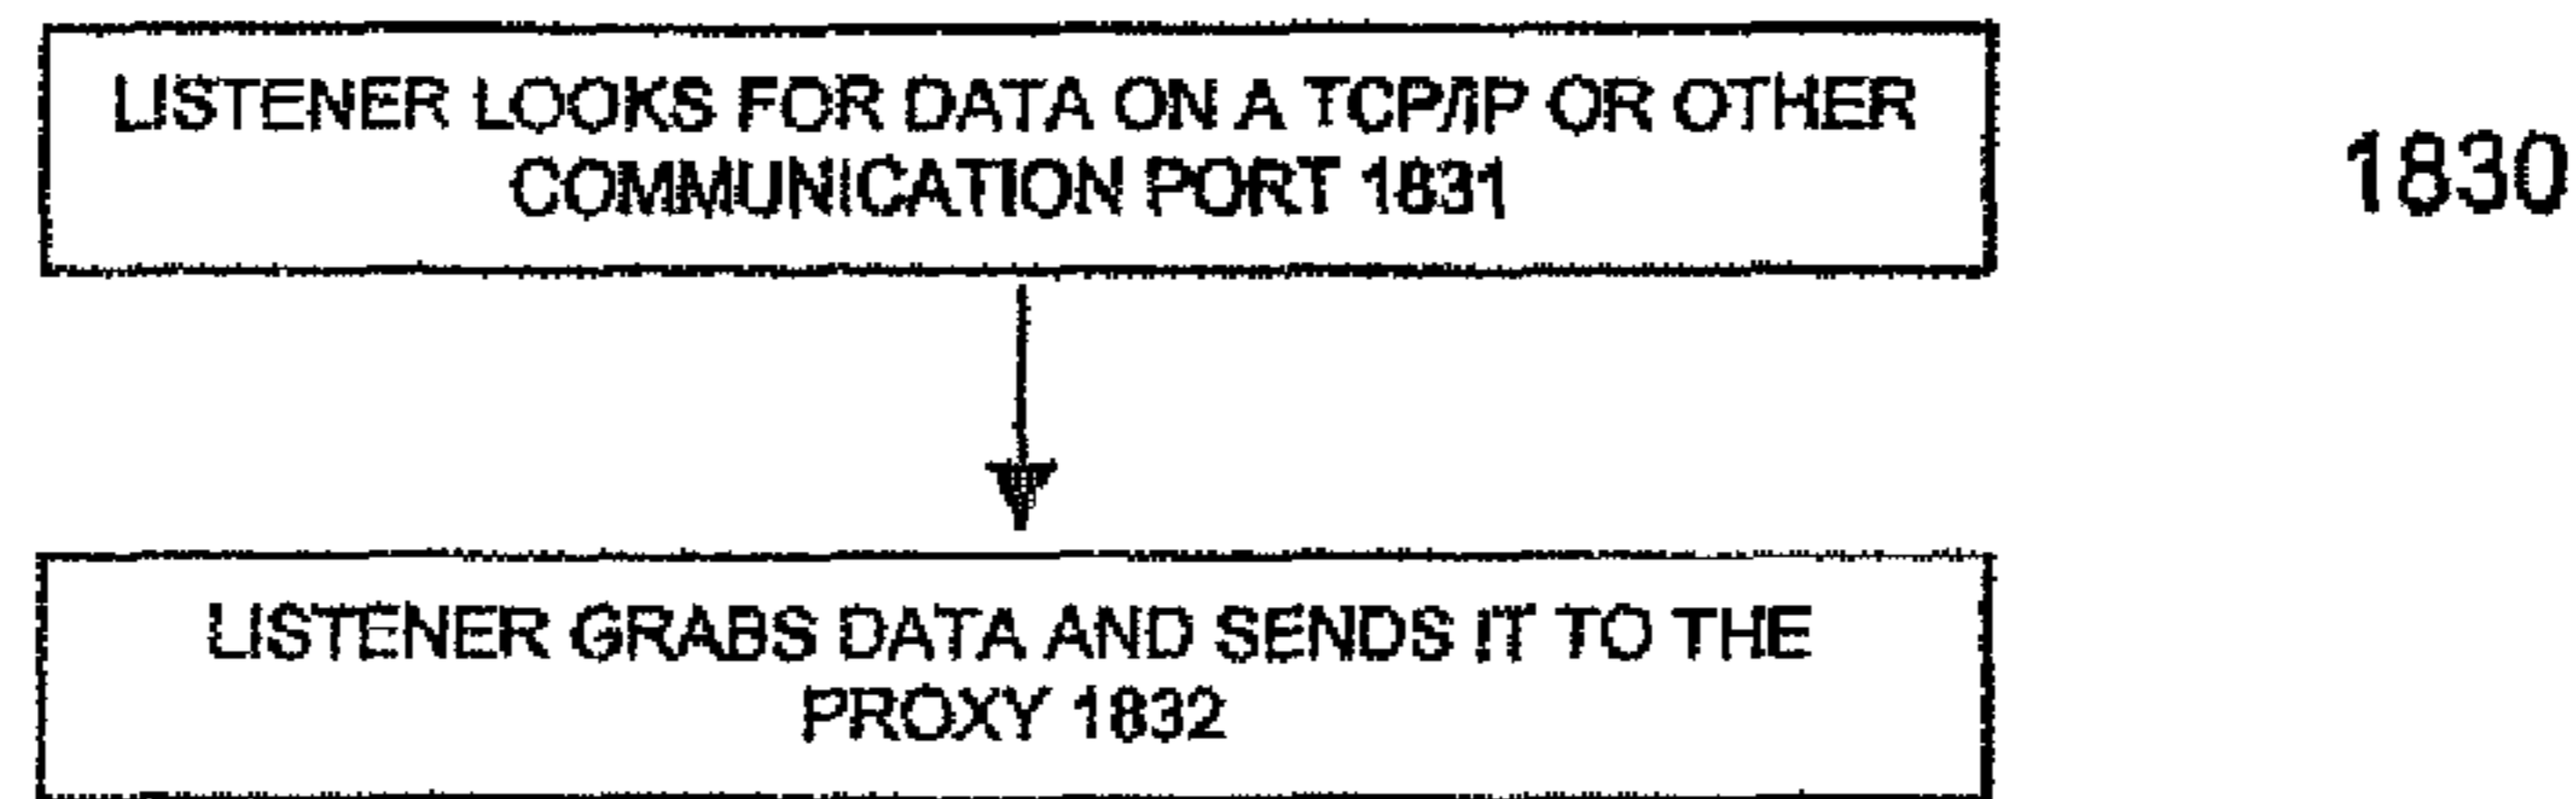 LISTENER LOOKS FOR DATA ON A TCP/IP OR OTHER
COMMUNICATION PORT 1831
1830
LISTENER GRABS DATA AND SENDS IT TO THE
PROXY 1832